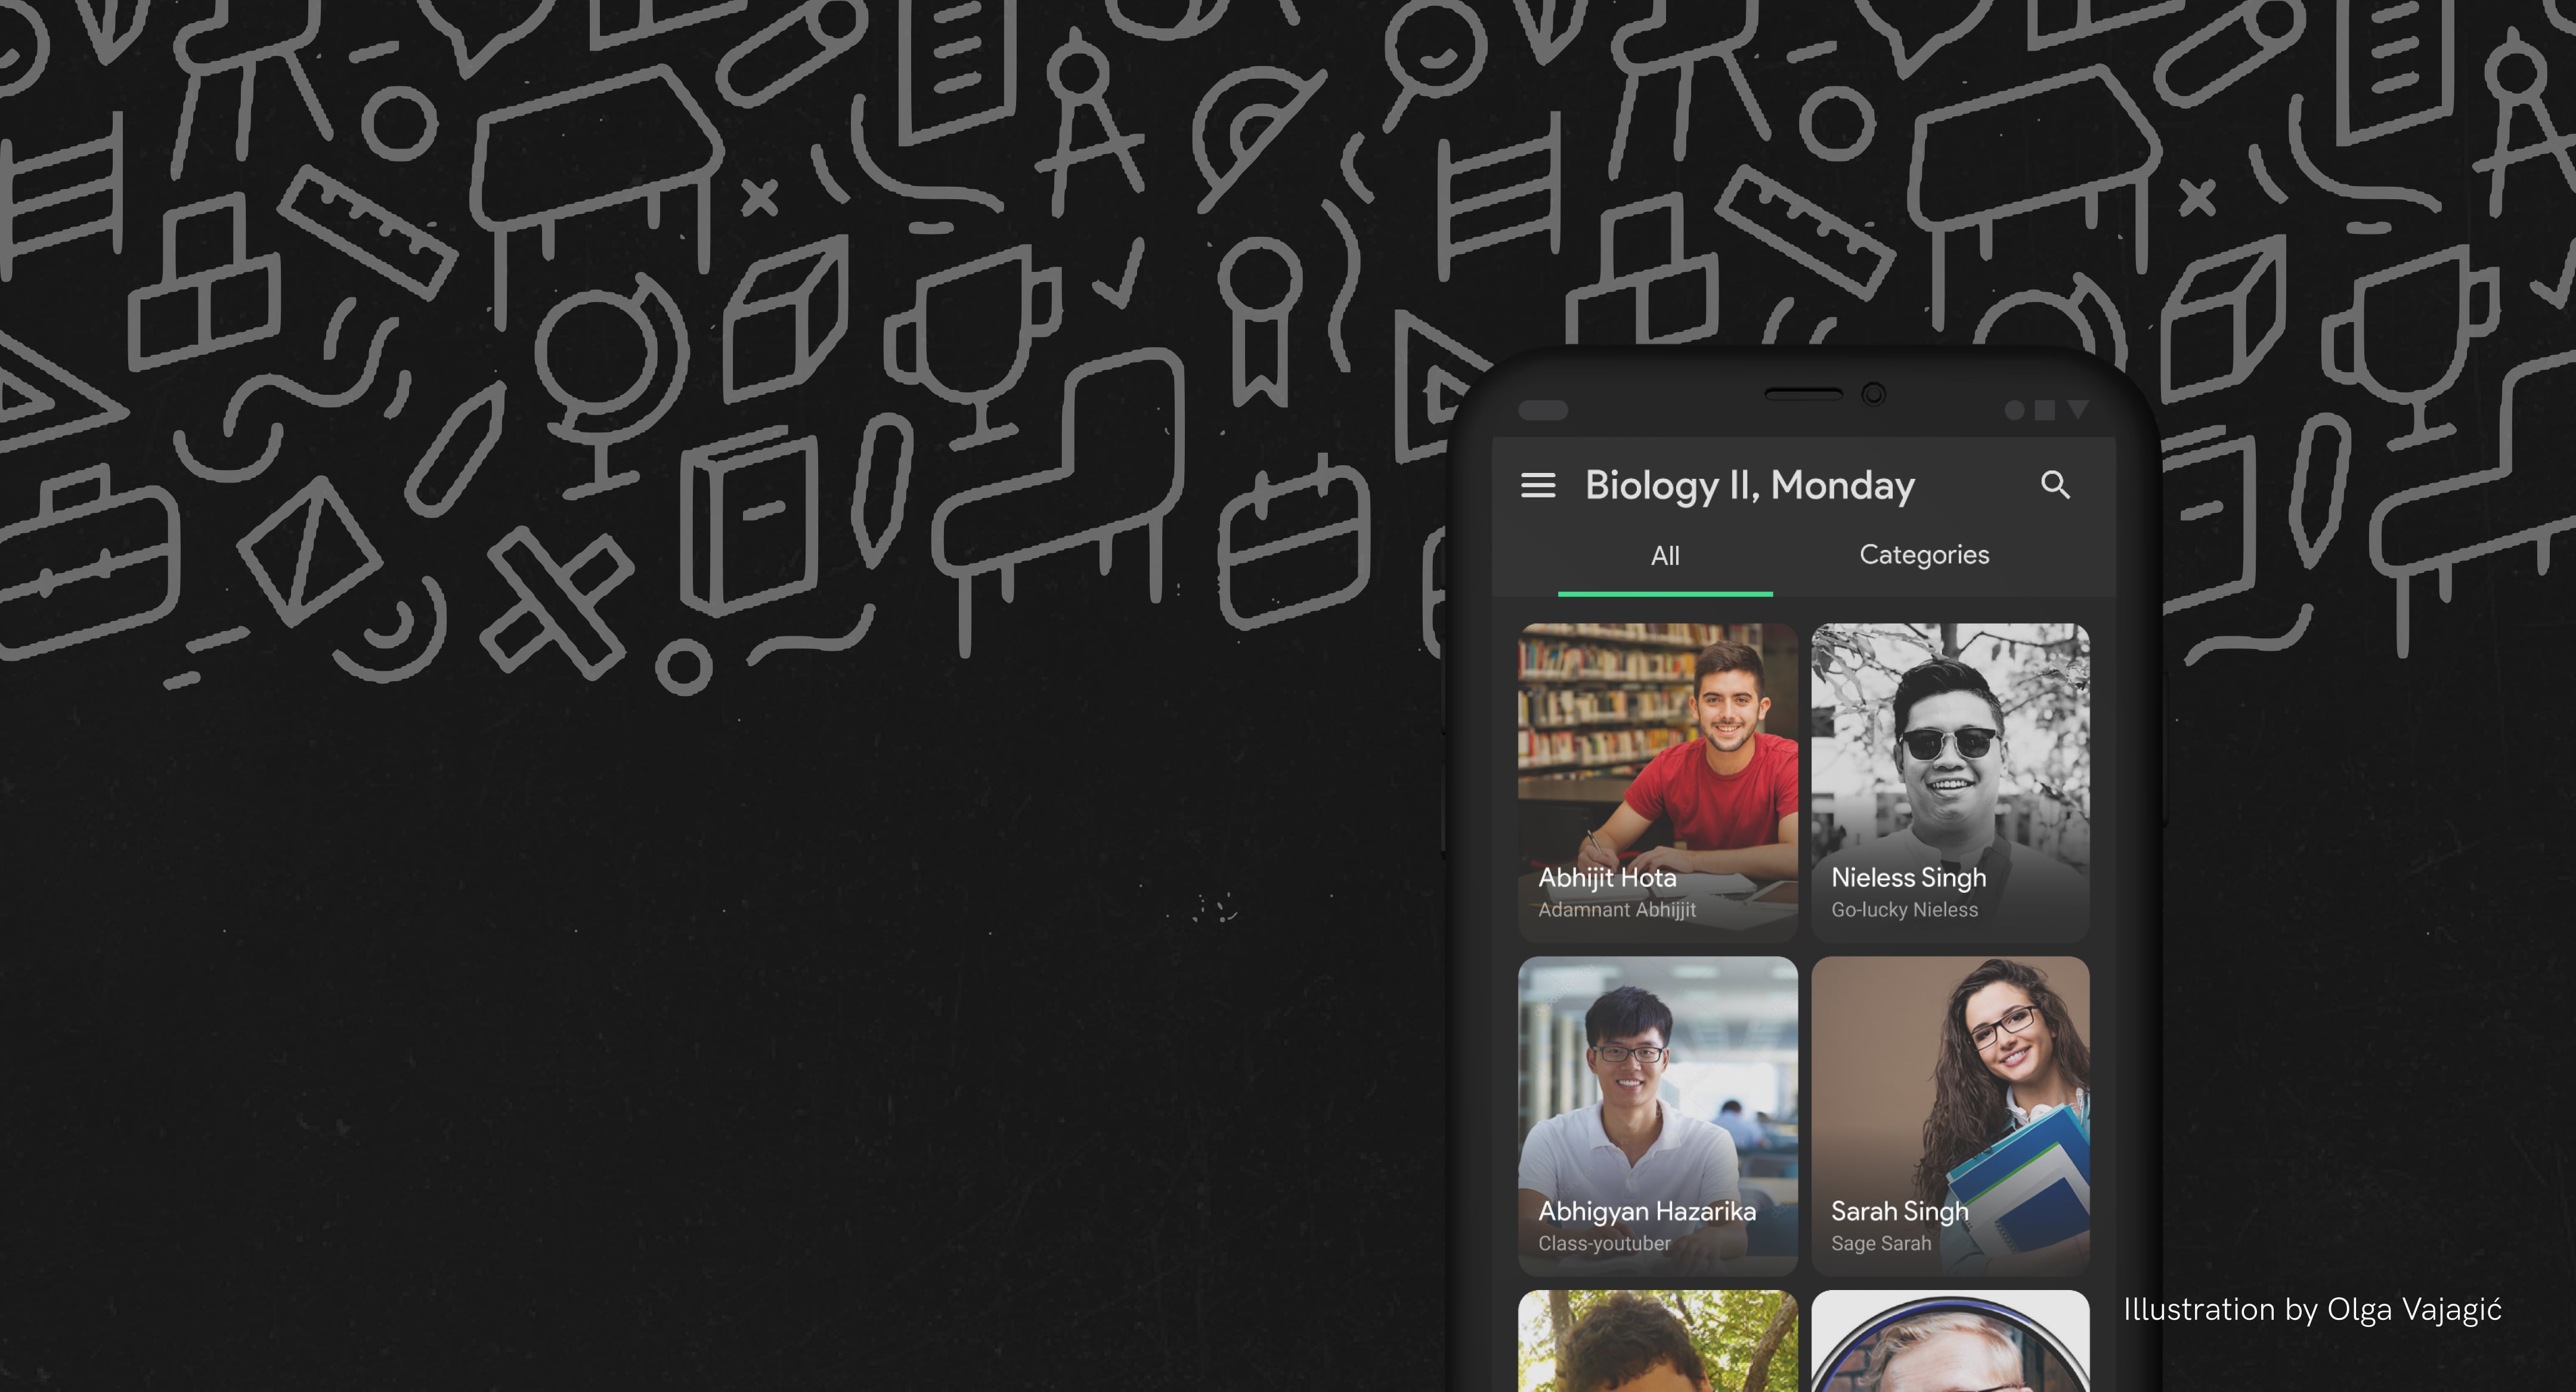 Biology II, Monday
All
Categories
Abhijit Hota
Adamnant Abhijjit
Nieless Singh
Go-lucky Nieless
Abhigyan Hazarika
Class-youtuber
Sarah Singh
Sage Sarah
Illustration by Olga Vajagić